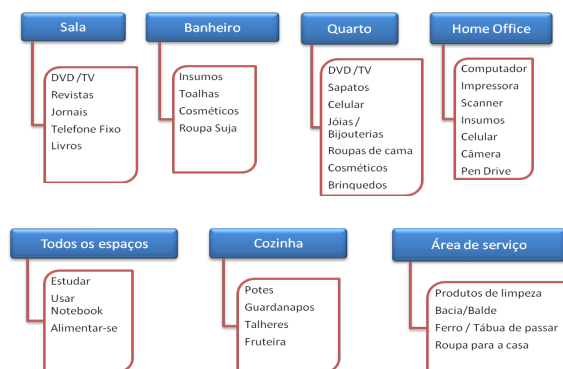 Sala
DVD /TV
Revistas
Jornais
Telefone Fixo
Livros
Banheiro
Insumos
Toalhas
Cosméticos
Roupa Suja
Quarto
DVD /TV
Sapatos
Celular
Jóias /
Bijouterias
Roupas de cama
Cosméticos
Brinquedos
Home Office
Computador
Impressora
Scanner
Insumos
Celular
Câmera
Pen Drive
Todos os espaços
Estudar
Usar
Notebook
Alimentar-se
Cozinha
Potes
Guardanapos
Talheres
Fruteira
Área de serviço
Produtos de limpeza
Bacia/Balde
Ferro / Tábua de passar
Roupa para a casa